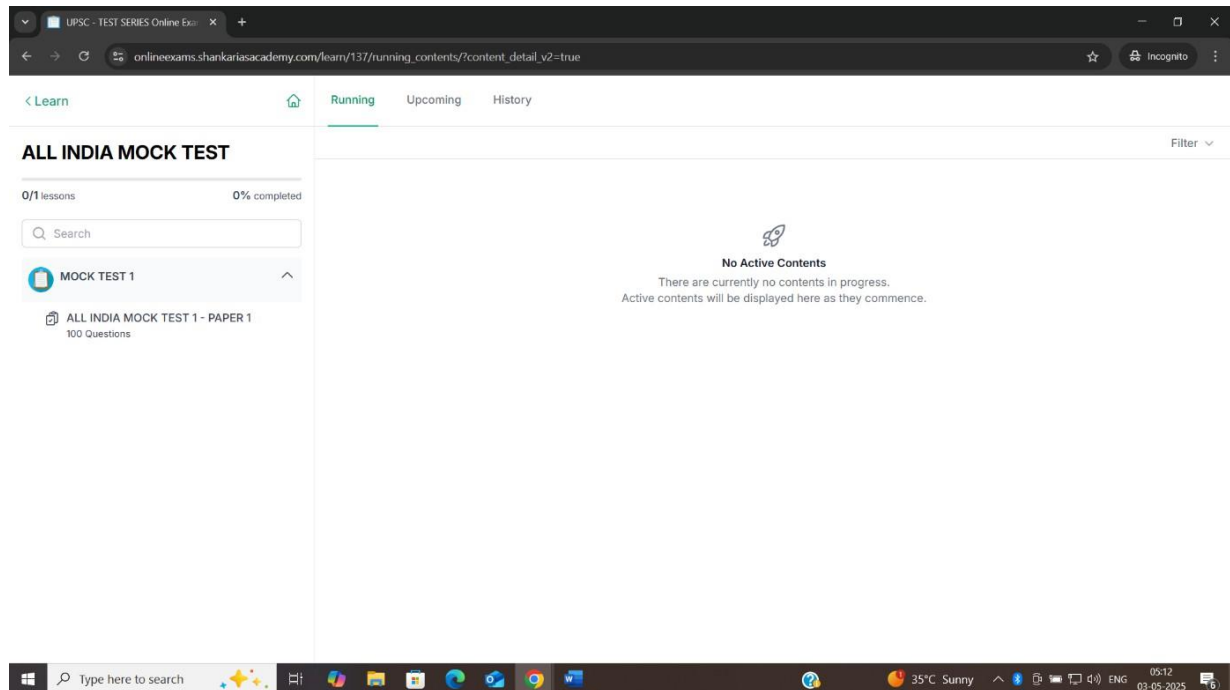 UPSC - TEST SERIES Online Exar
onlineexams.shankariasacademy.com/learn/137/running_contents/?content_detail_v2=true
Incognito
< Learn
Running Upcoming History
Filter
ALL INDIA MOCK TEST
0/1 lessons 0% completed
Search
MOCK TEST 1
ALL INDIA MOCK TEST 1 - PAPER 1
100 Questions
No Active Contents
There are currently no contents in progress.
Active contents will be displayed here as they commence.
Type here to search
35°C Sunny
ENG
05:12
03-05-2025
6